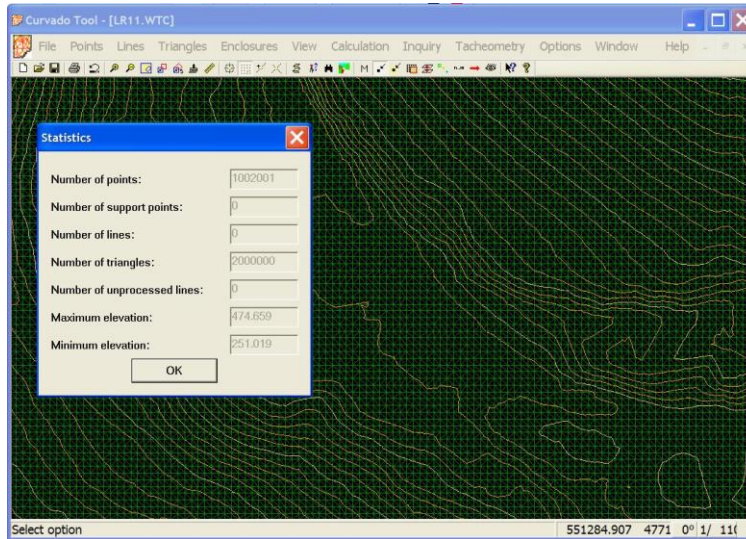 Curvado Tool - [LR11.WTC]
File Points Lines Triangles Enclosures View Calculation Inquiry Tacheometry Options Window Help
M
Statistics
Number of points: 1002001
Number of support points: 0
Number of lines: 0
Number of triangles: 2000000
Number of unprocessed lines: 0
Maximum elevation: 474.659
Minimum elevation: 251.019
OK
Select option 551284.907 4771 0º 1/ 11(